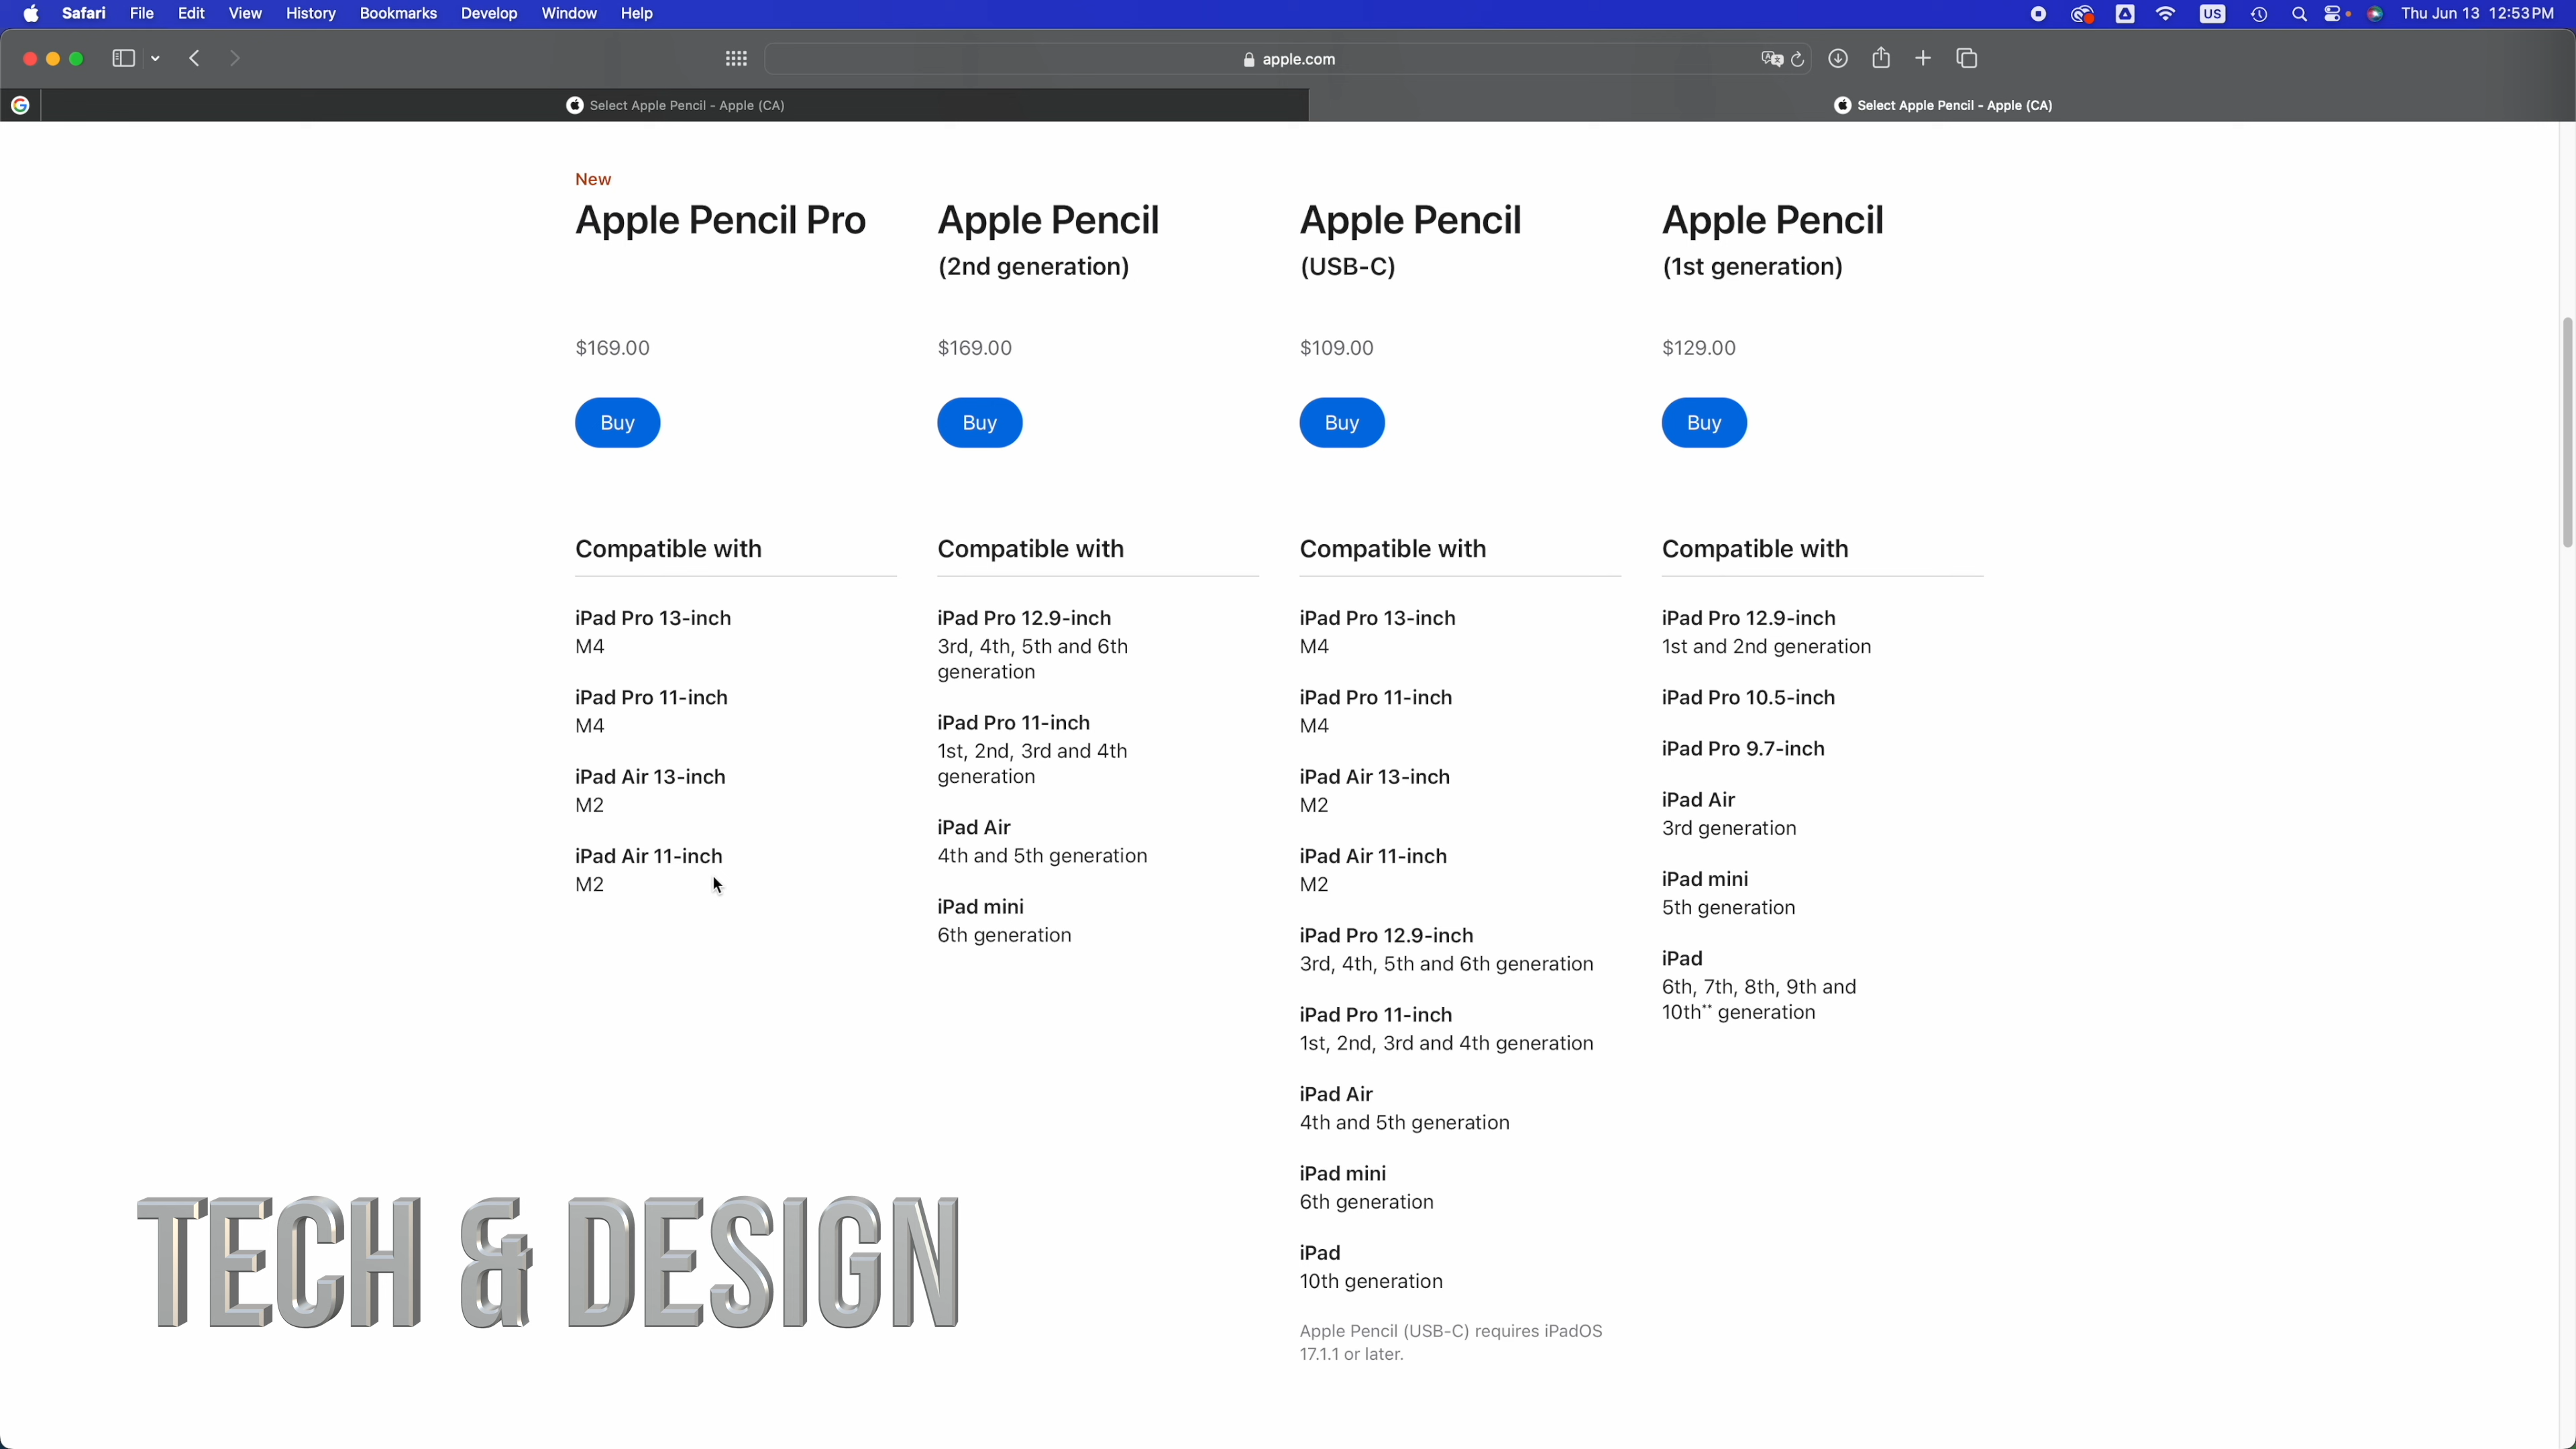 Safari File Edit View History Bookmarks Develop Window Help US Thu Jun 13 12:53 PM
apple.com
Select Apple Pencil - Apple (CA)
Select Apple Pencil - Apple (CA)
New
Apple Pencil Pro
$169.00
Buy
Compatible with
iPad Pro 13-inch
M4
iPad Pro 11-inch
M4
iPad Air 13-inch
M2
iPad Air 11-inch
M2
Apple Pencil
(2nd generation)
$169.00
Buy
Compatible with
iPad Pro 12.9-inch
3rd, 4th, 5th and 6th
generation
iPad Pro 11-inch
1st, 2nd, 3rd and 4th
generation
iPad Air
4th and 5th generation
iPad mini
6th generation
Apple Pencil
(USB-C)
$109.00
Buy
Compatible with
iPad Pro 13-inch
M4
iPad Pro 11-inch
M4
iPad Air 13-inch
M2
iPad Air 11-inch
M2
iPad Pro 12.9-inch
3rd, 4th, 5th and 6th generation
iPad Pro 11-inch
1st, 2nd, 3rd and 4th generation
iPad Air
4th and 5th generation
iPad mini
6th generation
iPad
10th generation
Apple Pencil (USB-C) requires iPadOS
17.1.1 or later.
Apple Pencil
(1st generation)
$129.00
Buy
Compatible with
iPad Pro 12.9-inch
1st and 2nd generation
iPad Pro 10.5-inch
iPad Pro 9.7-inch
iPad Air
3rd generation
iPad mini
5th generation
iPad
6th, 7th, 8th, 9th and
10th** generation
TECH & DESIGN